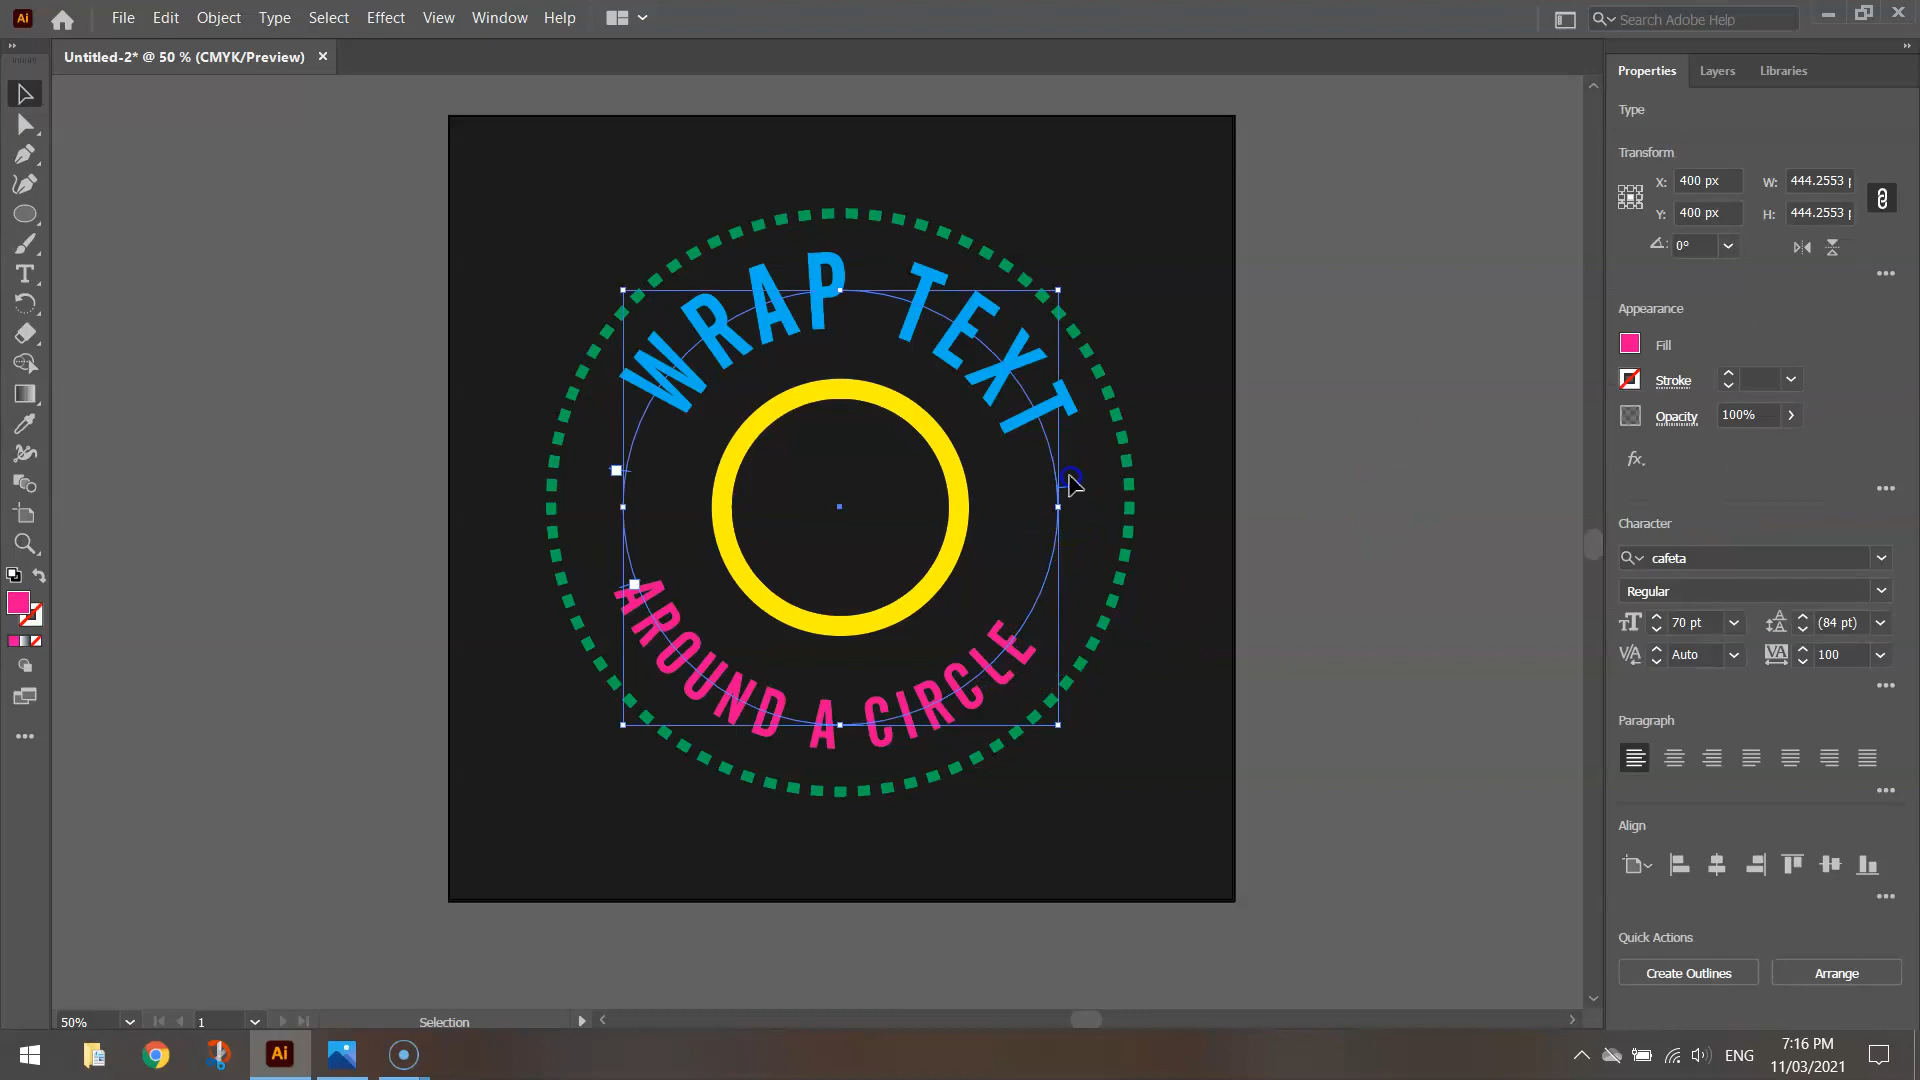 Ai File Edit Object Type Select Effect View Window Help Search Adobe Help
Untitled-2* @ 50 % (CMYK/Preview)
WRAP TEXT
AROUND A CIRCLE
Properties Layers Libraries
Type
Transform
X: 400 px W: 444.2553 p
Y: 400 px H: 444.2553 p
0°
Appearance
Fill
Stroke
Opacity 100%
fx.
Character
cafeta
Regular
70 pt (84 pt)
Auto 100
Paragraph
Align
Quick Actions
Create Outlines Arrange
50% 1 Selection
Ai ENG 7:16 PM
11/03/2021